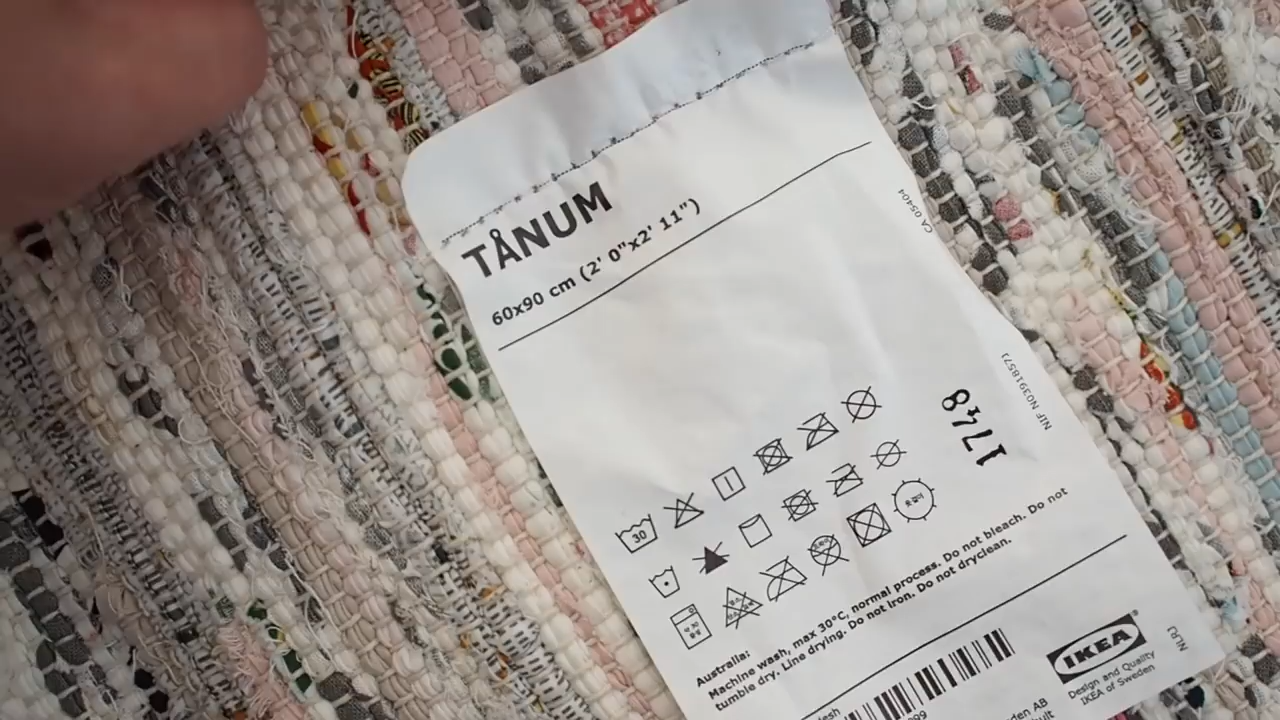 TÅNUM
60x90 cm (2' 0"x2' 11")
CA 05404
NIF N0391857J
1748
30
Australia:
Machine wash, max 30°C, normal process. Do not bleach. Do not
tumble dry. Line drying. Do not iron. Do not dryclean.
IKEA®
Design and Quality
IKEA of Sweden